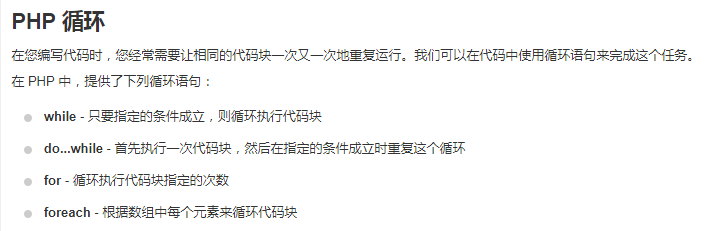 PHP 循环
在您编写代码时，您经常需要让相同的代码块一次又一次地重复运行。我们可以在代码中使用循环语句来完成这个任务。
在 PHP 中，提供了下列循环语句：
while - 只要指定的条件成立，则循环执行代码块
do...while - 首先执行一次代码块，然后在指定的条件成立时重复这个循环
for - 循环执行代码块指定的次数
foreach - 根据数组中每个元素来循环代码块